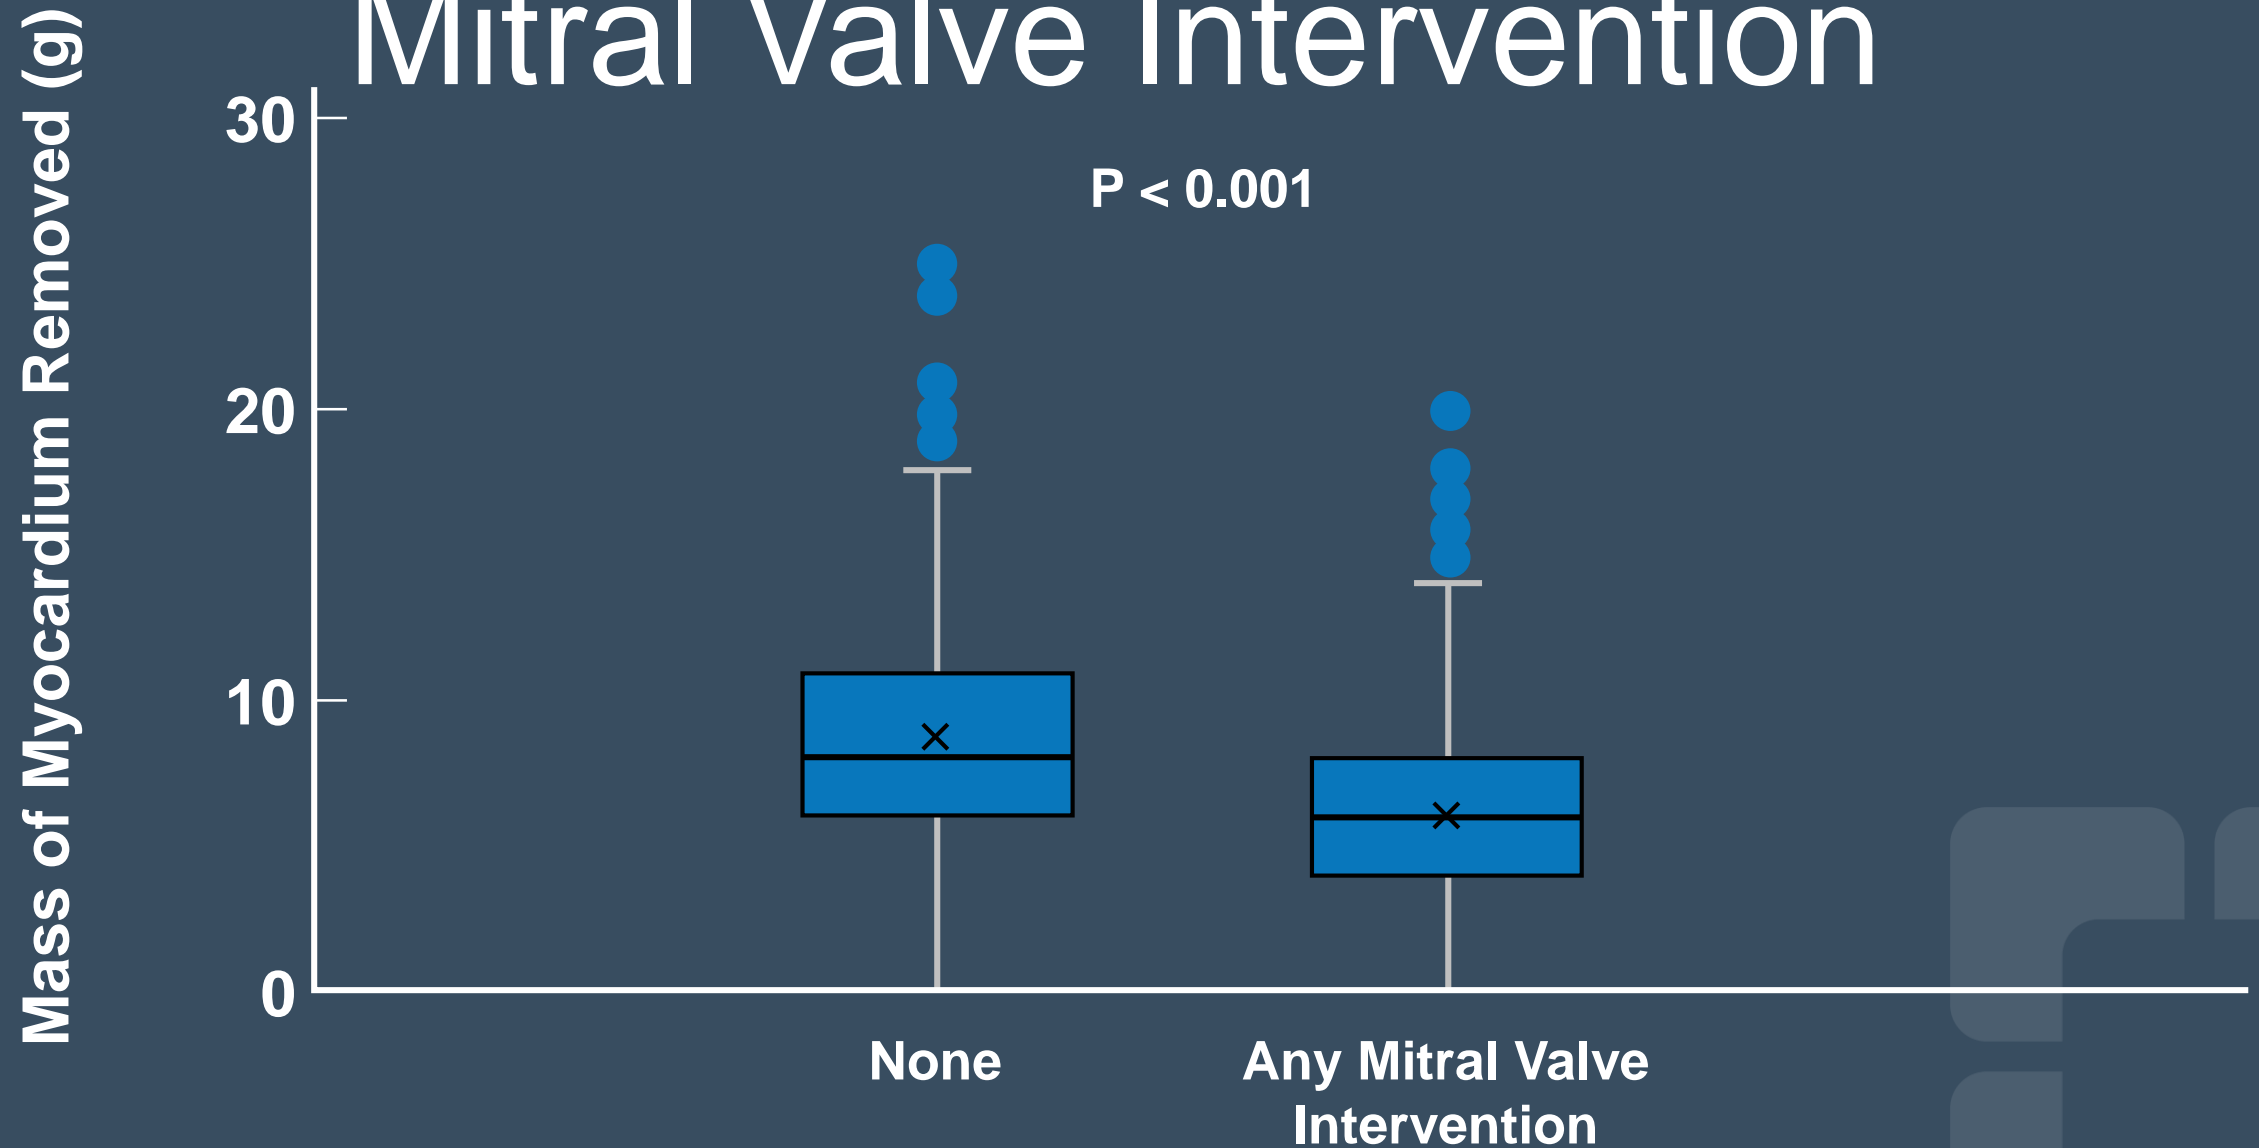 Mitral Valve Intervention
Mass of Myocardium Removed (g)
30
P < 0.001
20
10
0
None
Any Mitral Valve
Intervention